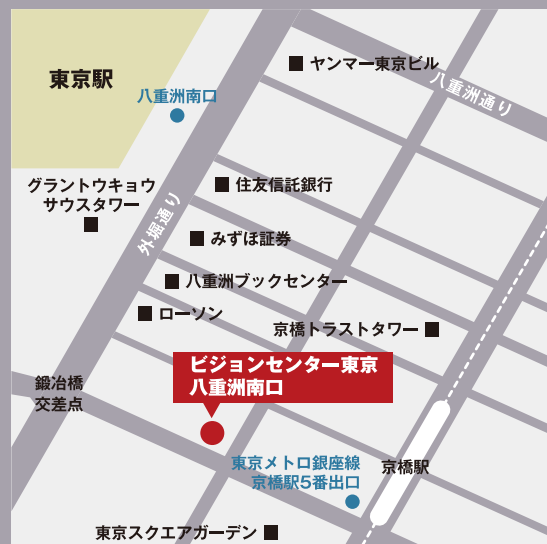 ヤンマー東京ビル
東京駅
八重洲通り
八重洲南口
グラントウキョウ
サウスタワー
住友信託銀行
外堀通り
みずほ証券
八重洲ブックセンター
ローソン
京橋トラストタワー
ビジョンセンター東京
八重洲南口
鍛冶橋
交差点
東京メトロ銀座線
京橋駅5番出口
京橋駅
東京スクエアガーデン